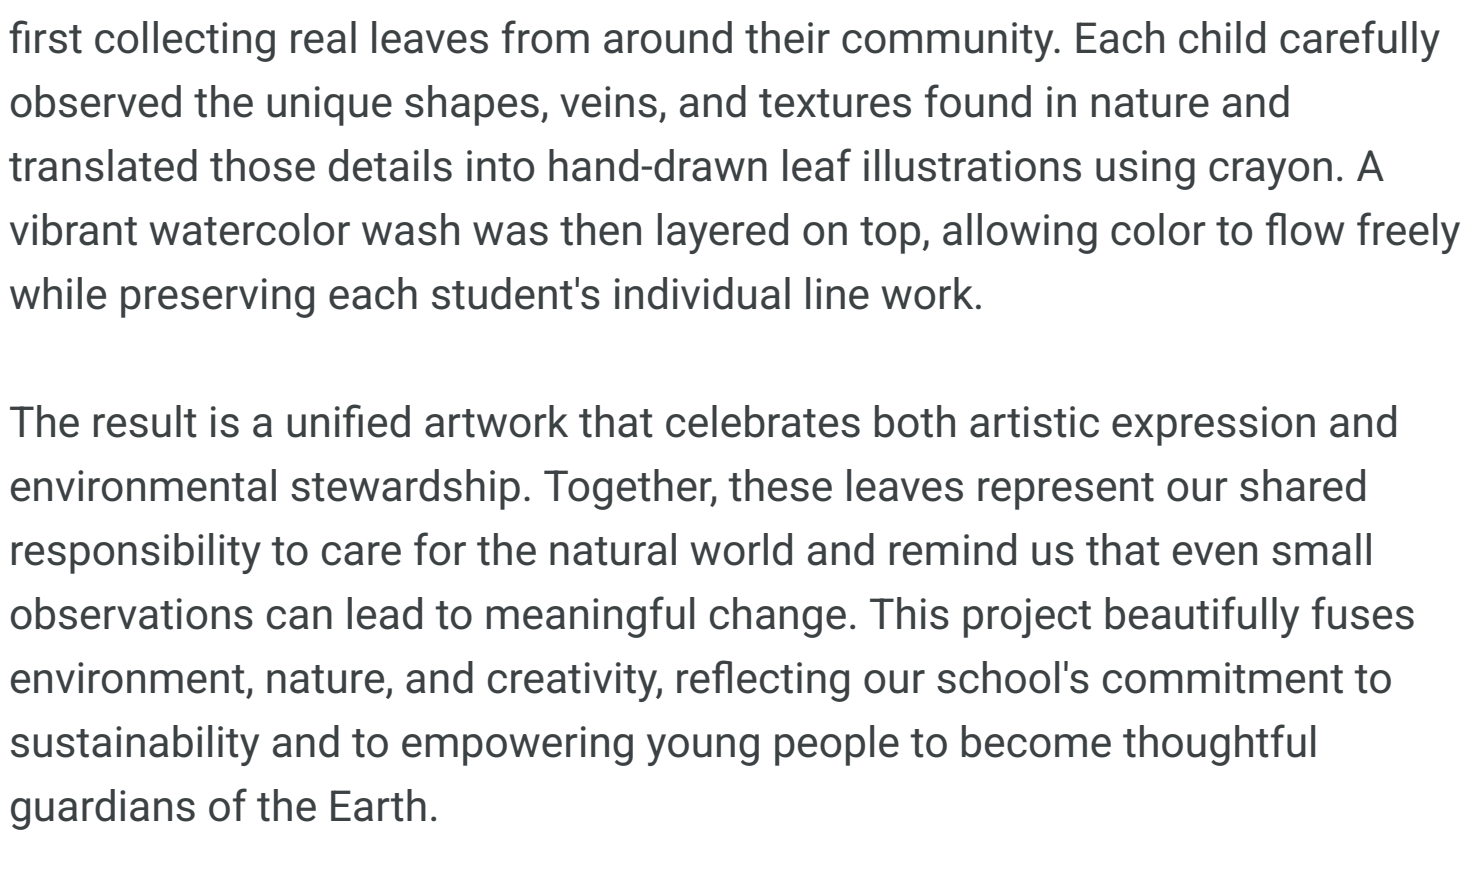 first collecting real leaves from around their community. Each child carefully
observed the unique shapes, veins, and textures found in nature and
translated those details into hand-drawn leaf illustrations using crayon. A
vibrant watercolor wash was then layered on top, allowing color to flow freely
while preserving each student's individual line work.
The result is a unified artwork that celebrates both artistic expression and
environmental stewardship. Together, these leaves represent our shared
responsibility to care for the natural world and remind us that even small
observations can lead to meaningful change. This project beautifully fuses
environment, nature, and creativity, reflecting our school's commitment to
sustainability and to empowering young people to become thoughtful
guardians of the Earth.